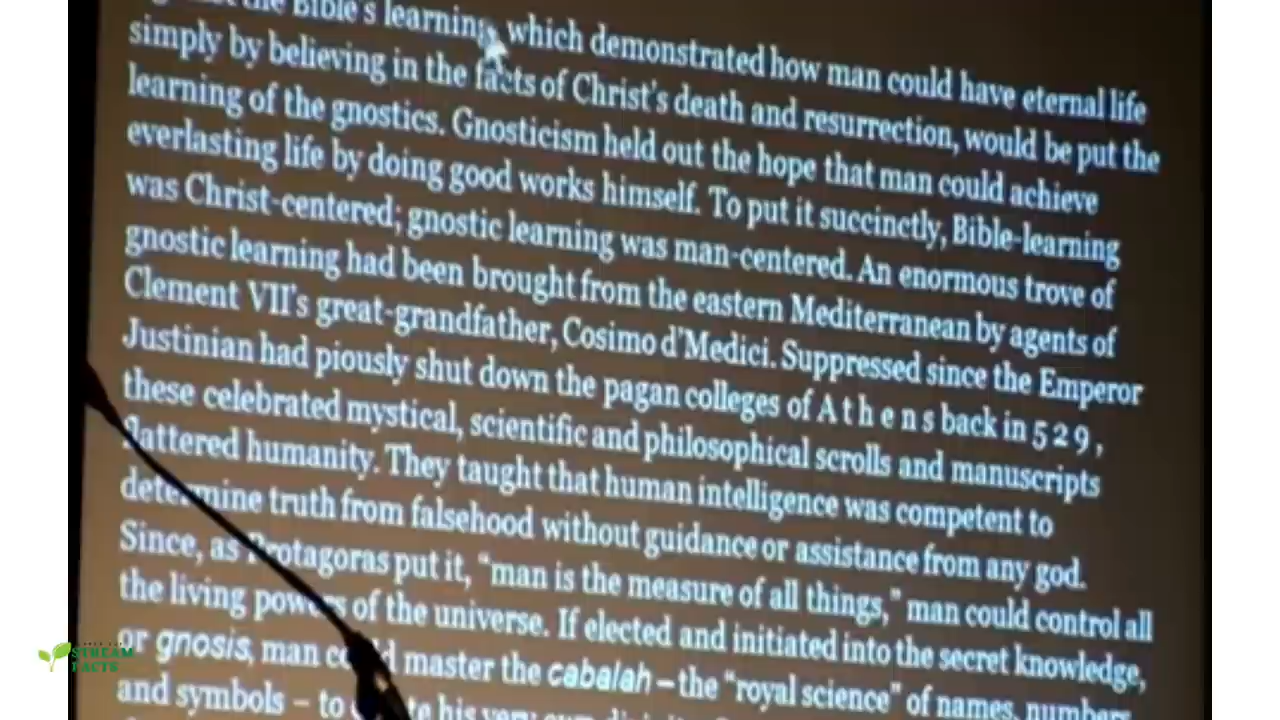 the Bible's learning, which demonstrated how man could have eternal life
simply by believing in the facts of Christ's death and resurrection, would be put the
learning of the gnostics. Gnosticism held out the hope that man could achieve
everlasting life by doing good works himself. To put it succinctly, Bible-learning
was Christ-centered; gnostic learning was man-centered. An enormous trove of
gnostic learning had been brought from the eastern Mediterranean by agents of
Clement VII's great-grandfather, Cosimo d'Medici. Suppressed since the Emperor
Justinian had piously shut down the pagan colleges of Athens back in 529,
these celebrated mystical, scientific and philosophical scrolls and manuscripts
flattered humanity. They taught that human intelligence was competent to
determine truth from falsehood without guidance or assistance from any god.
Since, as Protagoras put it, “man is the measure of all things,” man could control all
the living powers of the universe. If elected and initiated into the secret knowledge,
or gnosis, man could master the cabalah – the “royal science” of names, numbers
and symbols – to his very own
STREAM
FACTS